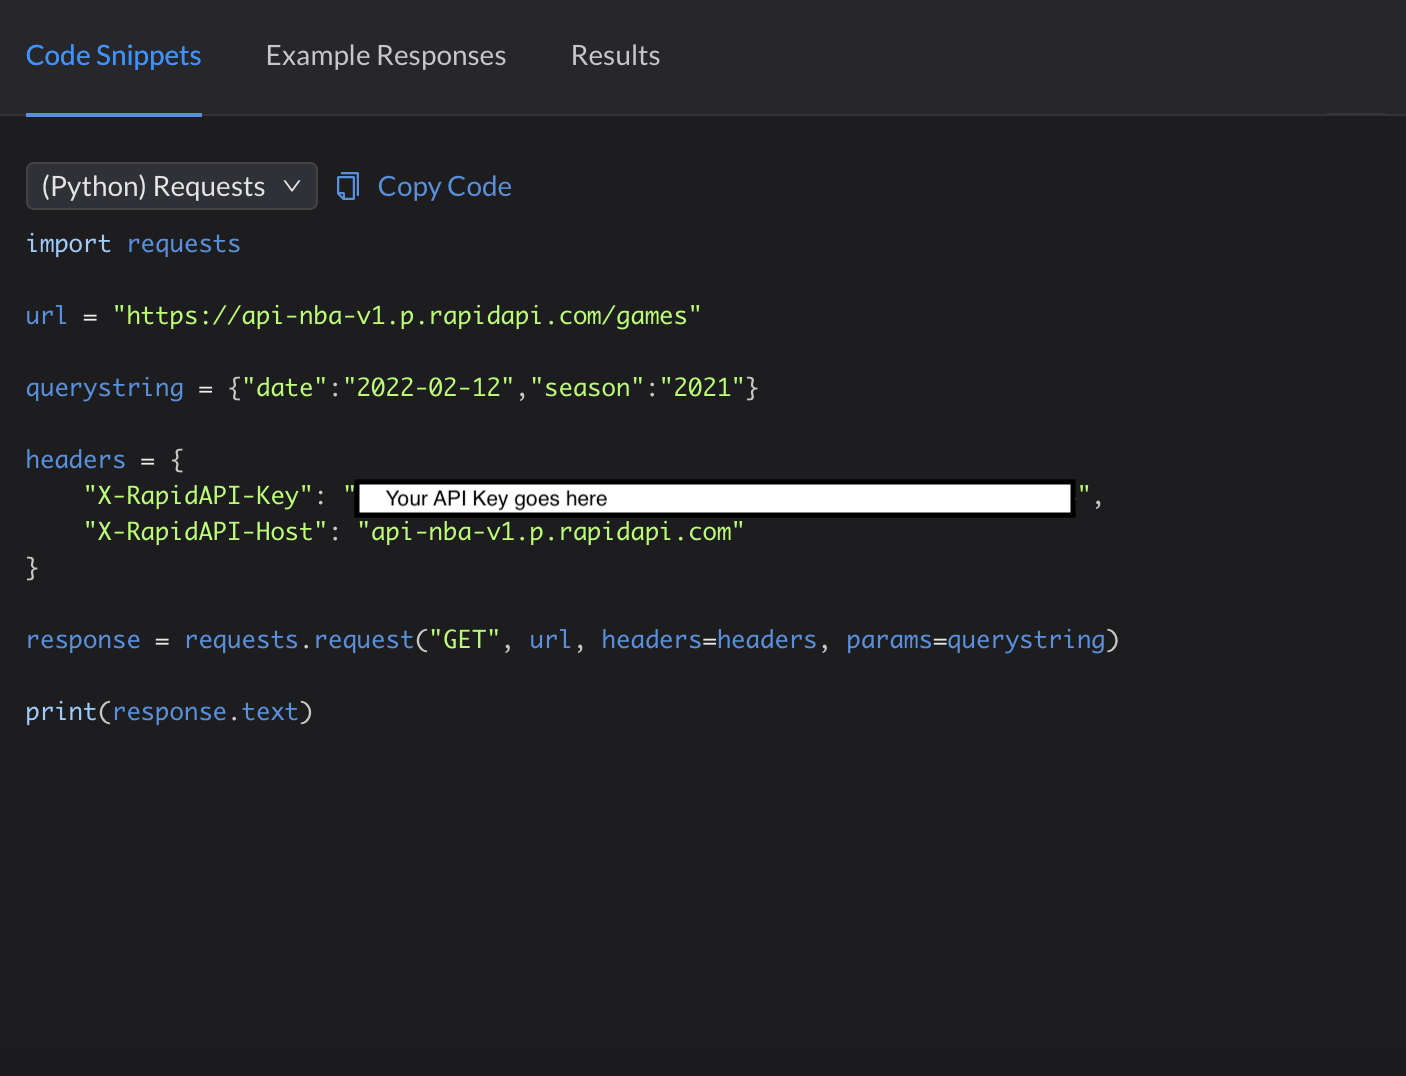 Code Snippets Example Responses Results
(Python) Requests Copy Code
import requests
url = "https://api-nba-v1.p.rapidapi.com/games"
querystring = {"date":"2022-02-12","season":"2021"}
headers = {
    "X-RapidAPI-Key": "Your API Key goes here",
    "X-RapidAPI-Host": "api-nba-v1.p.rapidapi.com"
}
response = requests.request("GET", url, headers=headers, params=querystring)
print(response.text)